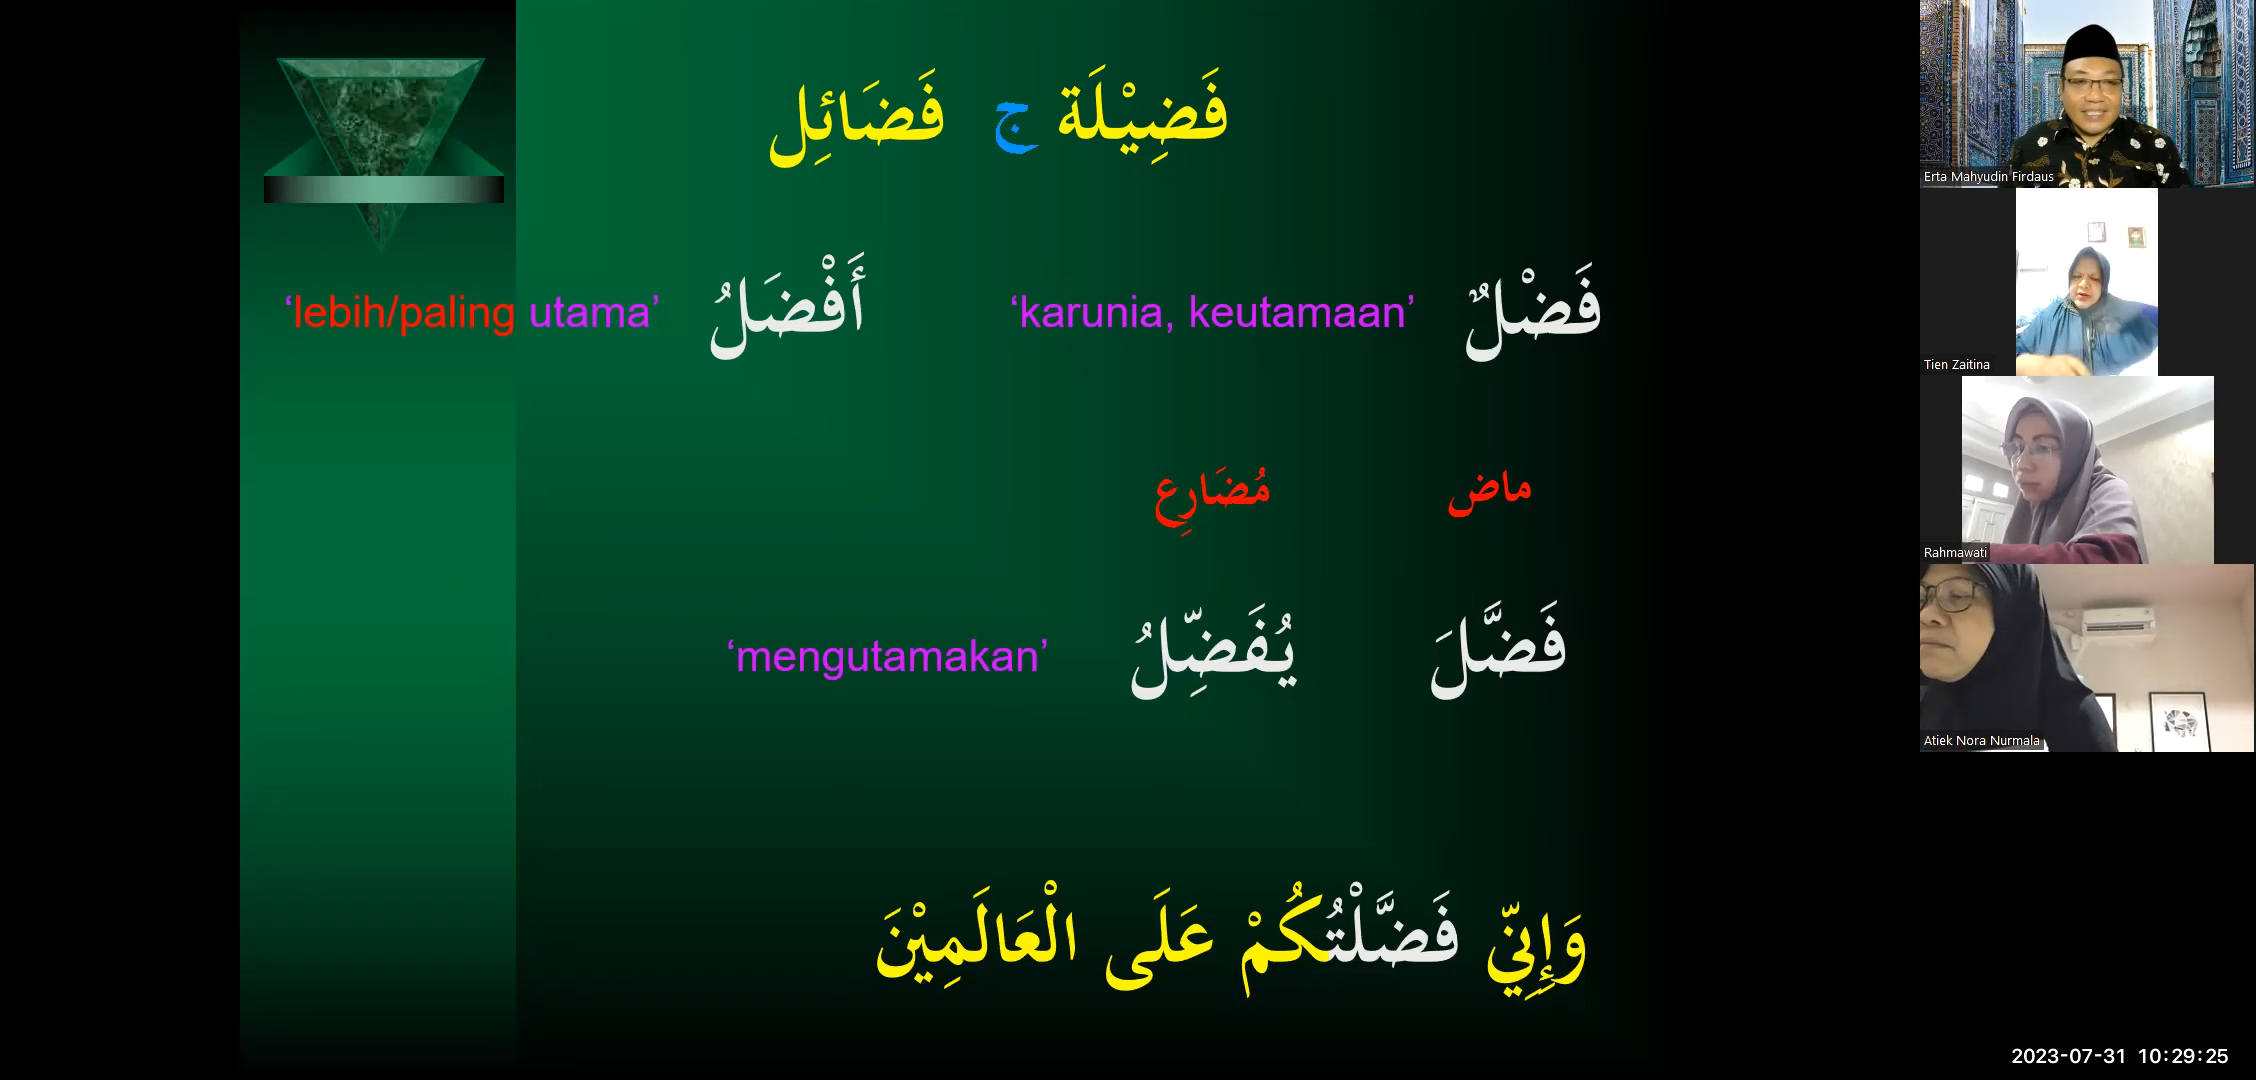 فَضِيْلَة ج فَضَائِل
فَضْلٌ ‘karunia, keutamaan’ أَفْضَلُ ‘lebih/paling utama’
ماض مُضَارِع
فَضَّلَ يُفَضِّلُ ‘mengutamakan’
وَإِنِّيْ فَضَّلْتُكُمْ عَلَى الْعَالَمِيْنَ
Erta Mahyudin Firdaus
Tien Zaitina
Rahmawati
Atiek Nora Nurmala
2023-07-31 10:29:25